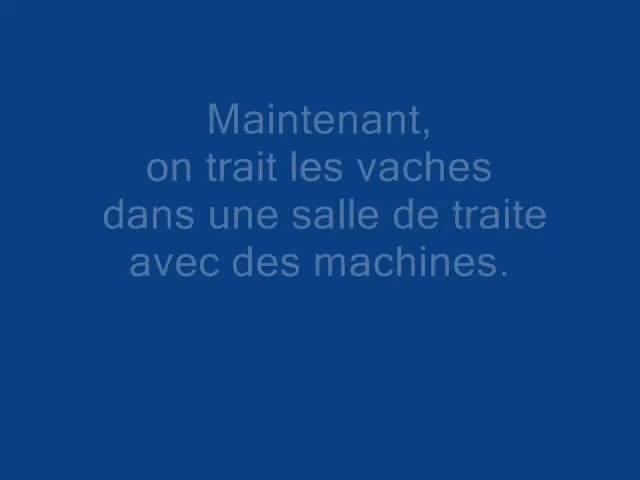 Maintenant,
on trait les vaches
dans une salle de traite
avec des machines.